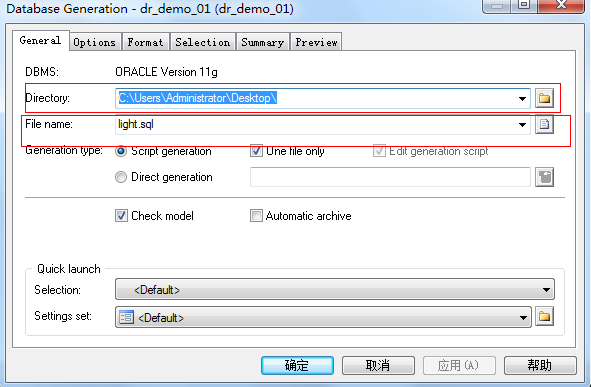 Database Generation - dr_demo_01 (dr_demo_01)
General Options Format Selection Summary Preview
DBMS: ORACLE Version 11g
Directory: C:\Users\Administrator\Desktop\
File name: light.sql
Generation type: Script generation One file only Edit generation script
Direct generation
Check model Automatic archive
Quick launch
Selection: <Default>
Settings set: <Default>
确定 取消 应用(A) 帮助